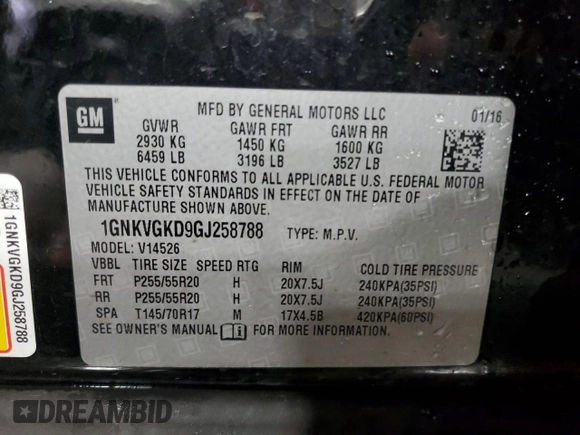 GM
MFD BY GENERAL MOTORS LLC
01/16
GVWR GAWR FRT GAWR RR
2930 KG 1450 KG 1600 KG
6459 LB 3196 LB 3527 LB
THIS VEHICLE CONFORMS TO ALL APPLICABLE U.S. FEDERAL MOTOR
VEHICLE SAFETY STANDARDS IN EFFECT ON THE DATE OF
MANUFACTURE SHOWN ABOVE.
1GNKVGKD9GJ258788 TYPE: M.P.V.
MODEL: V14526
VBBL TIRE SIZE SPEED RTG RIM COLD TIRE PRESSURE
FRT P255/55R20 H 20X7.5J 240KPA(35PSI)
RR P255/55R20 H 20X7.5J 240KPA(35PSI)
SPA T145/70R17 M 17X4.5B 420KPA(60PSI)
SEE OWNER'S MANUAL FOR MORE INFORMATION
1GNKVGKD9GJ258788
DREAMBID